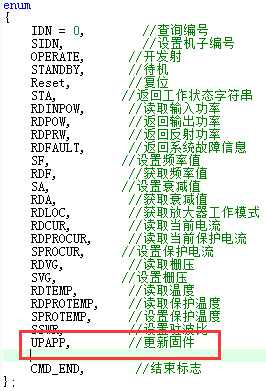 enum
{
IDN = 0, //查询编号
SIDN, //设置机子编号
OPERATE, //开发射
STANDBY, //待机
Reset, //复位
STA, //返回工作状态字符串
RDINPOW, //读取输入功率
RDPOW, //返回输出功率
RDPRW, //返回反射功率
RDFAULT, //返回系统故障信息
SF, //设置频率值
RDF, //获取频率值
SA, //设置衰减值
RDA, //获取衰减值
RDLOC, //获取放大器工作模式
RDCUR, //读取当前电流
RDPROCUR, //读取当前保护电流
SPROCUR, //设置保护电流
RDVG, //读取栅压
SVG, //设置栅压
RDTEMP, //读取温度
RDPROTEMP, //读取保护温度
SPROTEMP, //设置保护温度
SSWR, //设置驻波比
UPAPP, //更新固件
CMD_END, //结束标志
};